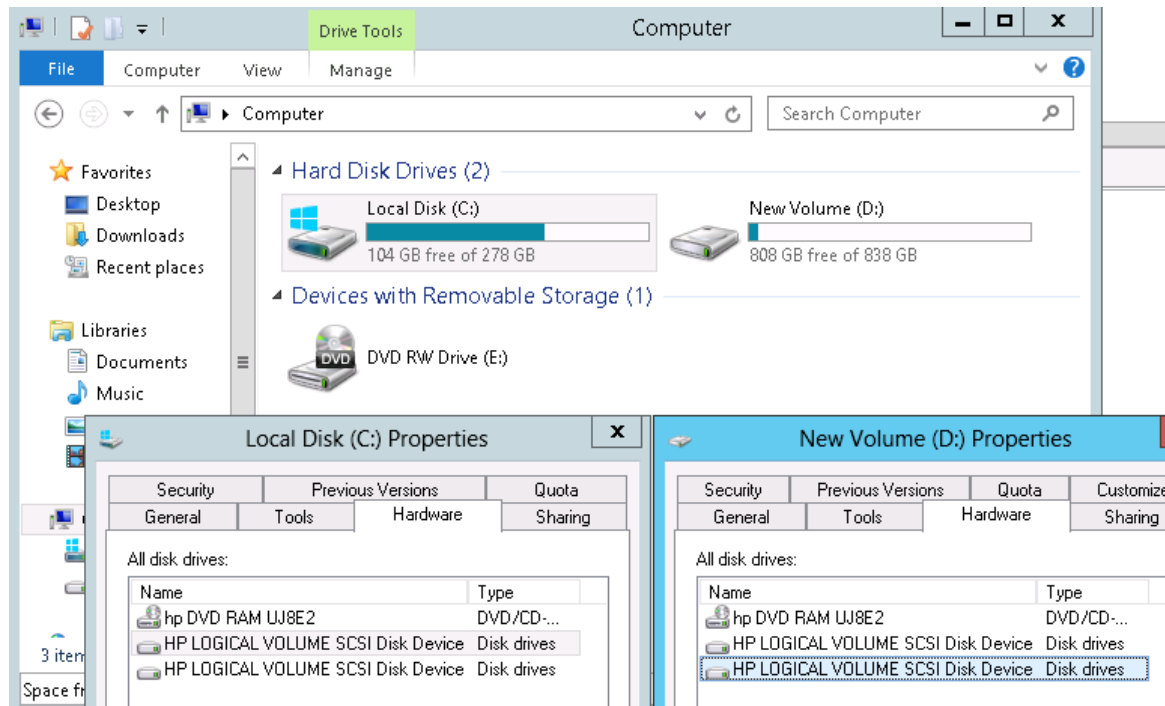 Drive Tools
Computer
File
Computer
View
Manage
Computer
Search Computer
Favorites
Desktop
Downloads
Recent places
Libraries
Documents
Music
3 item
Space fr
Hard Disk Drives (2)
Local Disk (C:)
104 GB free of 278 GB
New Volume (D:)
808 GB free of 838 GB
Devices with Removable Storage (1)
DVD
DVD RW Drive (E:)
Local Disk (C:) Properties
Security
Previous Versions
Quota
General
Tools
Hardware
Sharing
All disk drives:
Name Type
hp DVD RAM UJ8E2 DVD/CD-...
HP LOGICAL VOLUME SCSI Disk Device Disk drives
HP LOGICAL VOLUME SCSI Disk Device Disk drives
New Volume (D:) Properties
Security
Previous Versions
Quota
Customize
General
Tools
Hardware
Sharing
All disk drives:
Name Type
hp DVD RAM UJ8E2 DVD/CD-...
HP LOGICAL VOLUME SCSI Disk Device Disk drives
HP LOGICAL VOLUME SCSI Disk Device Disk drives